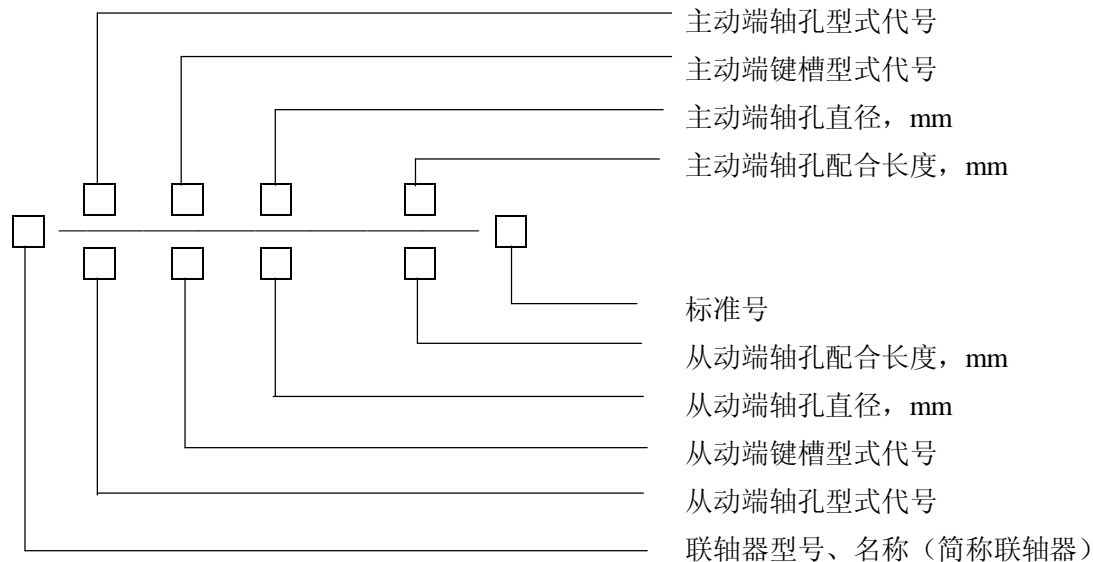 主动端轴孔型式代号
主动端键槽型式代号
主动端轴孔直径，mm
主动端轴孔配合长度，mm
标准号
从动端轴孔配合长度，mm
从动端轴孔直径，mm
从动端键槽型式代号
从动端轴孔型式代号
联轴器型号、名称（简称联轴器）